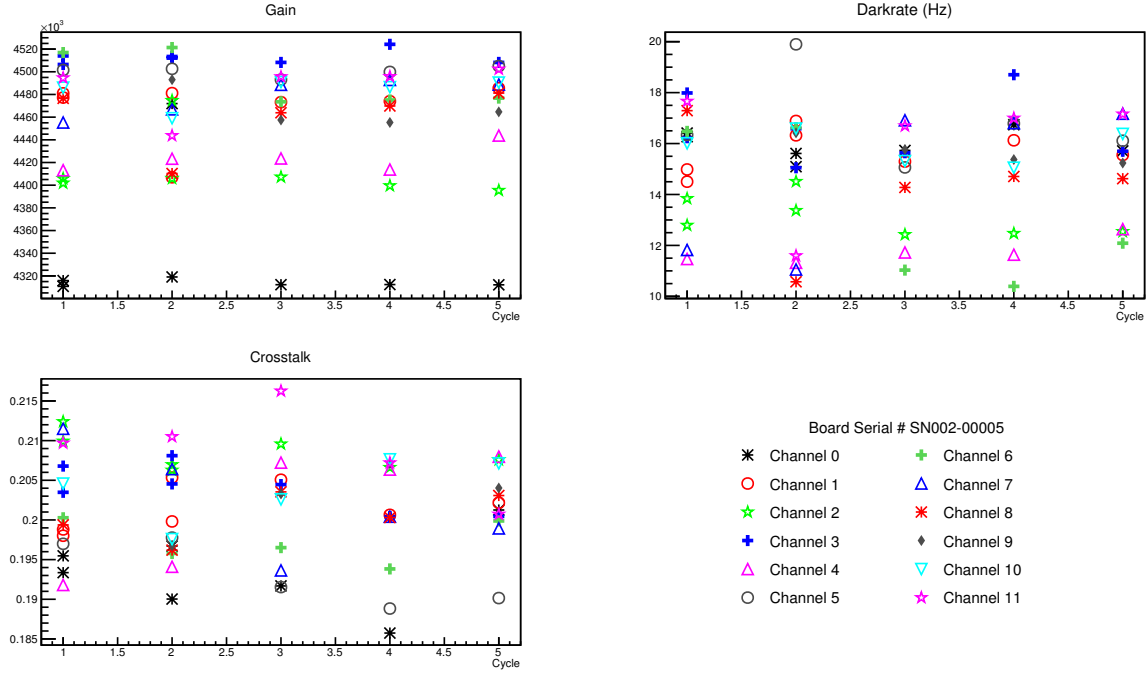 Gain
×10³
4520
4500
4480
4460
4440
4420
4400
4380
4360
4340
4320
1 1.5 2 2.5 3 3.5 4 4.5 5
Cycle
Darkrate (Hz)
20
18
16
14
12
10
1 1.5 2 2.5 3 3.5 4 4.5 5
Cycle
Crosstalk
0.215
0.21
0.205
0.2
0.195
0.19
0.185
1 1.5 2 2.5 3 3.5 4 4.5 5
Cycle
Board Serial # SN002-00005
Channel 0 Channel 6
Channel 1 Channel 7
Channel 2 Channel 8
Channel 3 Channel 9
Channel 4 Channel 10
Channel 5 Channel 11